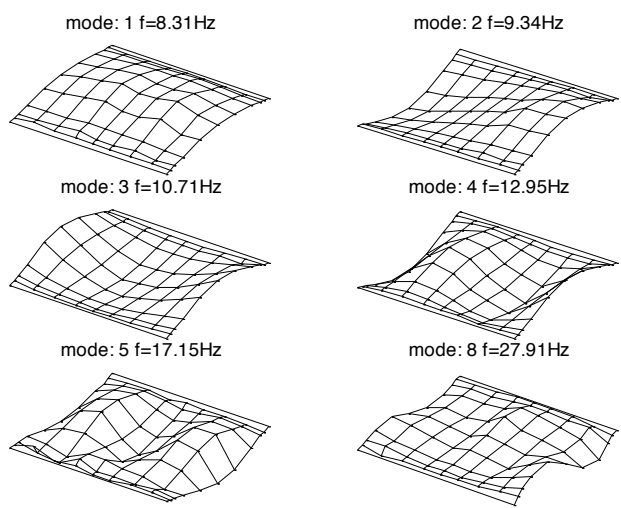 mode: 1 f=8.31Hz
mode: 2 f=9.34Hz
mode: 3 f=10.71Hz
mode: 4 f=12.95Hz
mode: 5 f=17.15Hz
mode: 8 f=27.91Hz